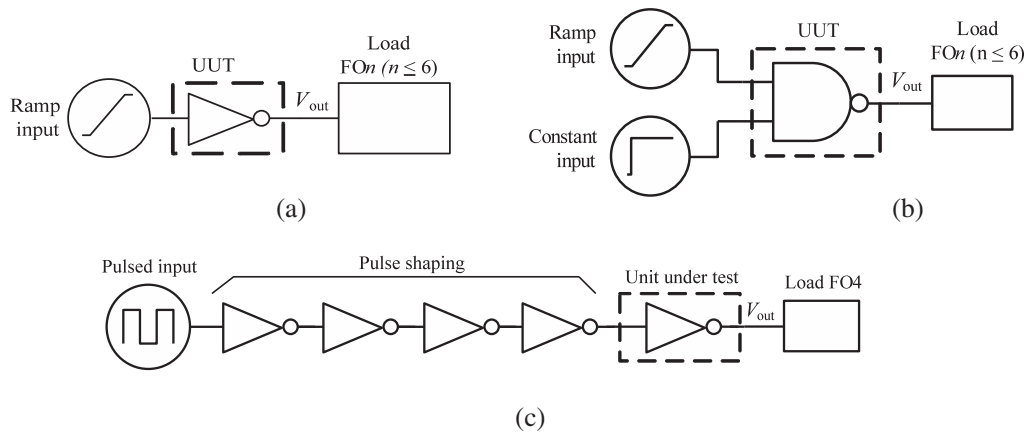 UUT
Load
FOn (n ≤ 6)
Ramp
input
Vout
(a)
Ramp
input
UUT
Load
FOn (n ≤ 6)
Vout
Constant
input
(b)
Pulsed input
Pulse shaping
Unit under test
Load FO4
Vout
(c)